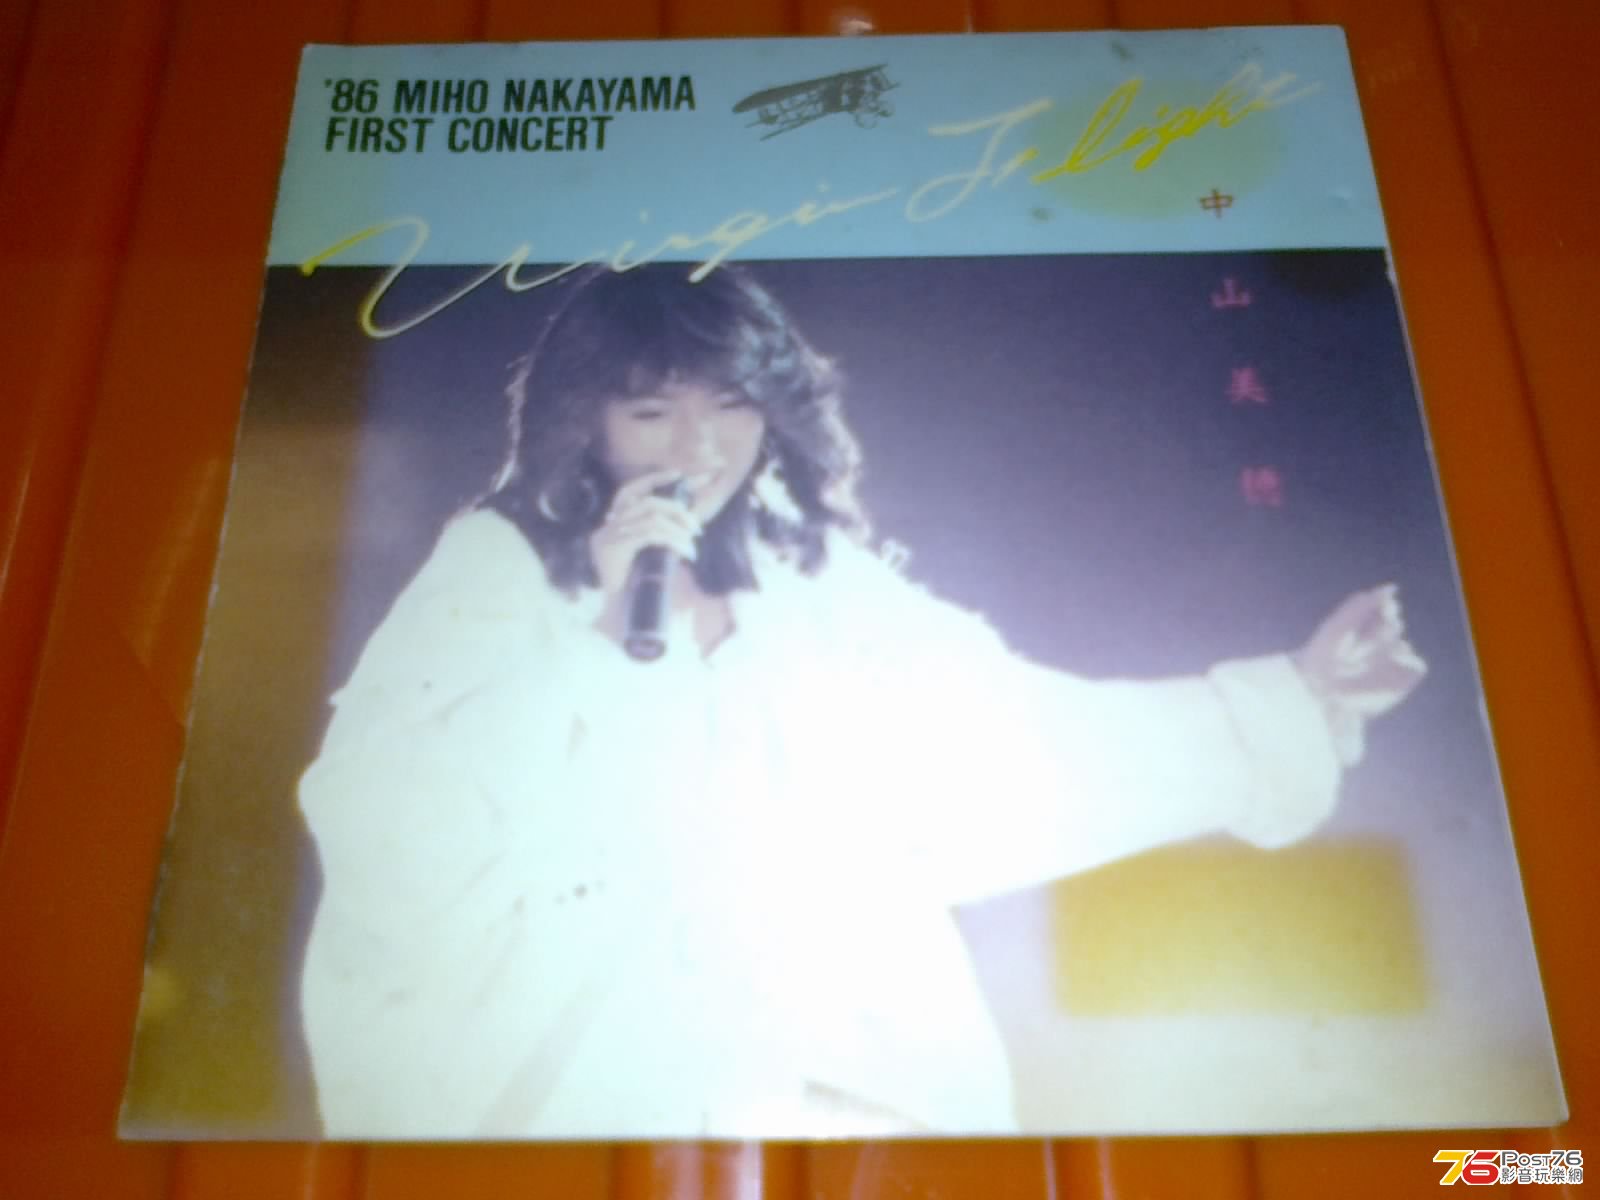 '86 MIHO NAKAYAMA
FIRST CONCERT
Virgin Flight
中山美穂
76 Post76
影音玩樂網